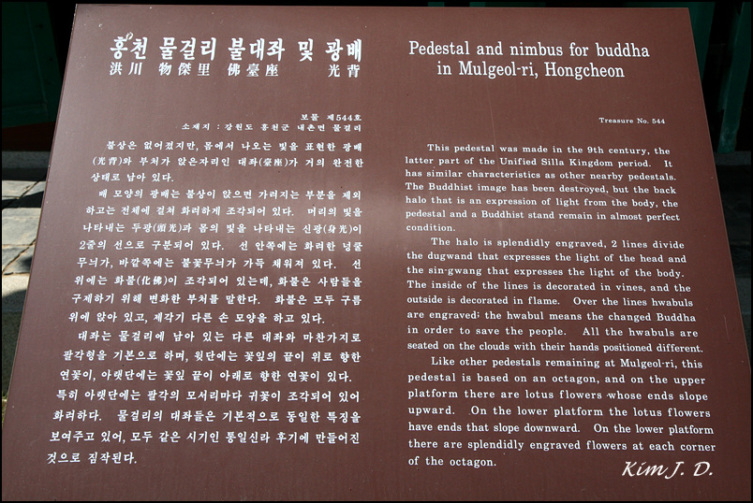 홍천 물걸리 불대좌 및 광배
洪川 物傑里 佛臺座 光背
보물 제544호
소재지 : 강원도 홍천군 내촌면 물걸리
불상은 없어졌지만, 몸에서 나오는 빛을 표현한 광배
(光背)와 부처가 앉은자리인 대좌(臺座)가 거의 완전한
상태로 남아 있다.
배 모양의 광배는 불상이 앉으면 가려지는 부분을 제외
하고는 전체에 걸쳐 화려하게 조각되어 있다. 머리의 빛을
나타내는 두광(頭光)과 몸의 빛을 나타내는 신광(身光)이
2줄의 선으로 구분되어 있다. 선 안쪽에는 화려한 넝쿨
무늬가, 바깥쪽에는 불꽃무늬가 가득 채워져 있다. 선
위에는 화불(化佛)이 조각되어 있는데, 화불은 사람들을
구제하기 위해 변화한 부처를 말한다. 화불은 모두 구름
위에 앉아 있고, 제각기 다른 손 모양을 하고 있다.
대좌는 물걸리에 남아 있는 다른 대좌와 마찬가지로
팔각형을 기본으로 하며, 윗단에는 꽃잎의 끝이 위로 향한
연꽃이, 아랫단에는 꽃잎 끝이 아래로 향한 연꽃이 있다.
특히 아랫단에는 팔각의 모서리마다 귀꽃이 조각되어 있어
화려하다. 물걸리의 대좌들은 기본적으로 동일한 특징을
보여주고 있어, 모두 같은 시기인 통일신라 후기에 만들어진
것으로 짐작된다.
Pedestal and nimbus for buddha
in Mulgeol-ri, Hongcheon
Treasure No. 544
This pedestal was made in the 9th century, the
latter part of the Unified Silla Kingdom period. It
has similar characteristics as other nearby pedestals.
The Buddhist image has been destroyed, but the back
halo that is an expression of light from the body, the
pedestal and a Buddhist stand remain in almost perfect
condition.
The halo is splendidly engraved, 2 lines divide
the dugwand that expresses the light of the head and
the sin-gwang that expresses the light of the body.
The inside of the lines is decorated in vines, and the
outside is decorated in flame. Over the lines hwabuls
are engraved; the hwabul means the changed Buddha
in order to save the people. All the hwabuls are
seated on the clouds with their hands positioned different.
Like other pedestals remaining at Mulgeol-ri, this
pedestal is based on an octagon, and on the upper
platform there are lotus flowers whose ends slope
upward. On the lower platform the lotus flowers
have ends that slope downward. On the lower platform
there are splendidly engraved flowers at each corner
of the octagon.
Kim J. D.